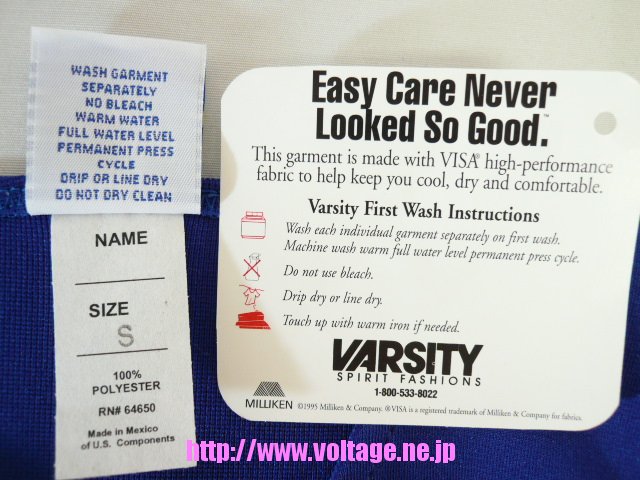 WASH GARMENT
SEPARATELY
NO BLEACH
WARM WATER
FULL WATER LEVEL
PERMANENT PRESS
CYCLE
DRIP OR LINE DRY
DO NOT DRY CLEAN
NAME
SIZE
S
100%
POLYESTER
RN# 64650
Made in Mexico
of U.S. Components
Easy Care Never
Looked So Good.™
This garment is made with VISA® high-performance
fabric to help keep you cool, dry and comfortable.
Varsity First Wash Instructions
Wash each individual garment separately on first wash.
Machine wash warm full water level permanent press cycle.
Do not use bleach.
Drip dry or line dry.
Touch up with warm iron if needed.
VARSITY
SPIRIT FASHIONS
1-800-533-8022
MILLIKEN
©1995 Milliken & Company. ®VISA is a registered trademark of Milliken & Company for fabrics.
http://www.voltage.ne.jp